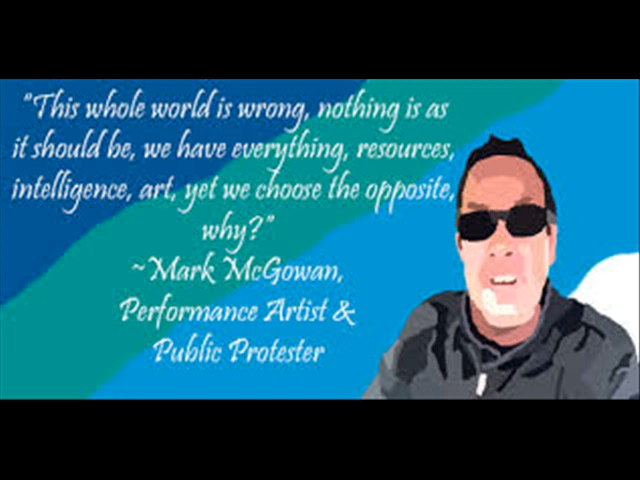 "This whole world is wrong, nothing is as
it should be, we have everything, resources,
intelligence, art, yet we choose the opposite,
why?"
~Mark McGowan,
Performance Artist &
Public Protester